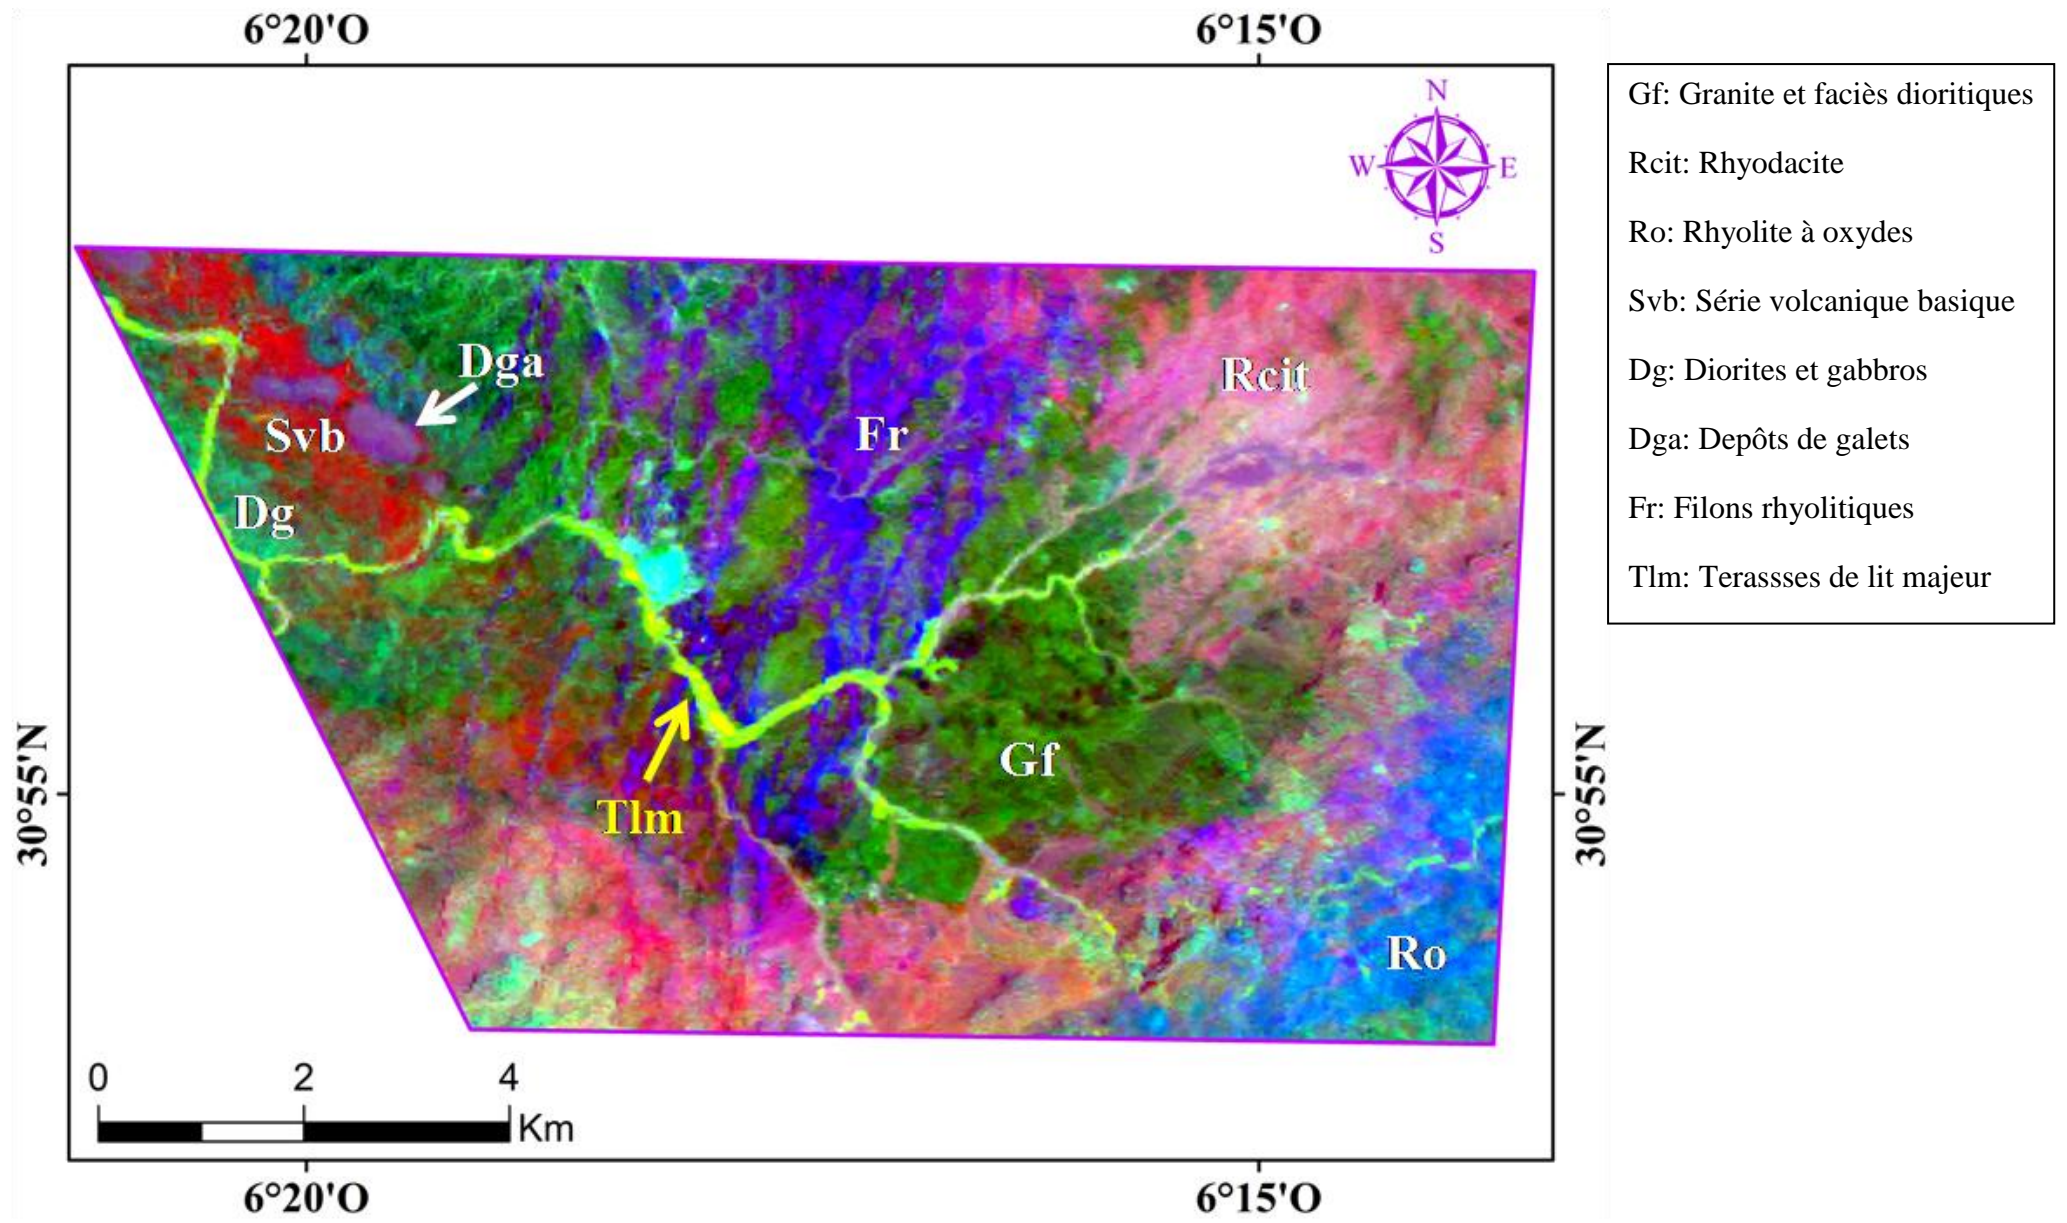 6°20'O 6°15'O
N
W E
S
Dga
Rcit
Svb
Fr
Dg
Gf
Tlm
Ro
30°55'N 30°55'N
0 2 4
Km
6°20'O 6°15'O
Gf: Granite et faciès dioritiques
Rcit: Rhyodacite
Ro: Rhyolite à oxydes
Svb: Série volcanique basique
Dg: Diorites et gabbros
Dga: Depôts de galets
Fr: Filons rhyolitiques
Tlm: Terassses de lit majeur